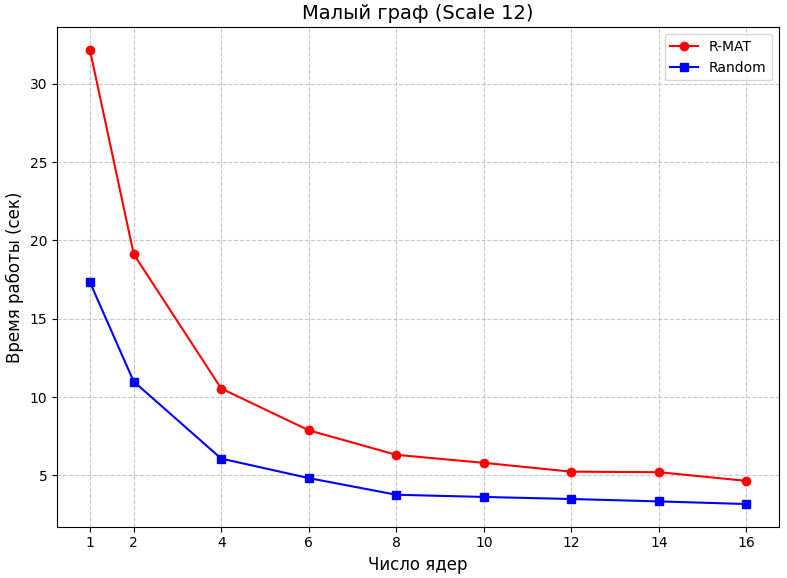 Малый граф (Scale 12)
R-MAT
Random
Время работы (сек)
30
25
20
15
10
5
1 2 4 6 8 10 12 14 16
Число ядер